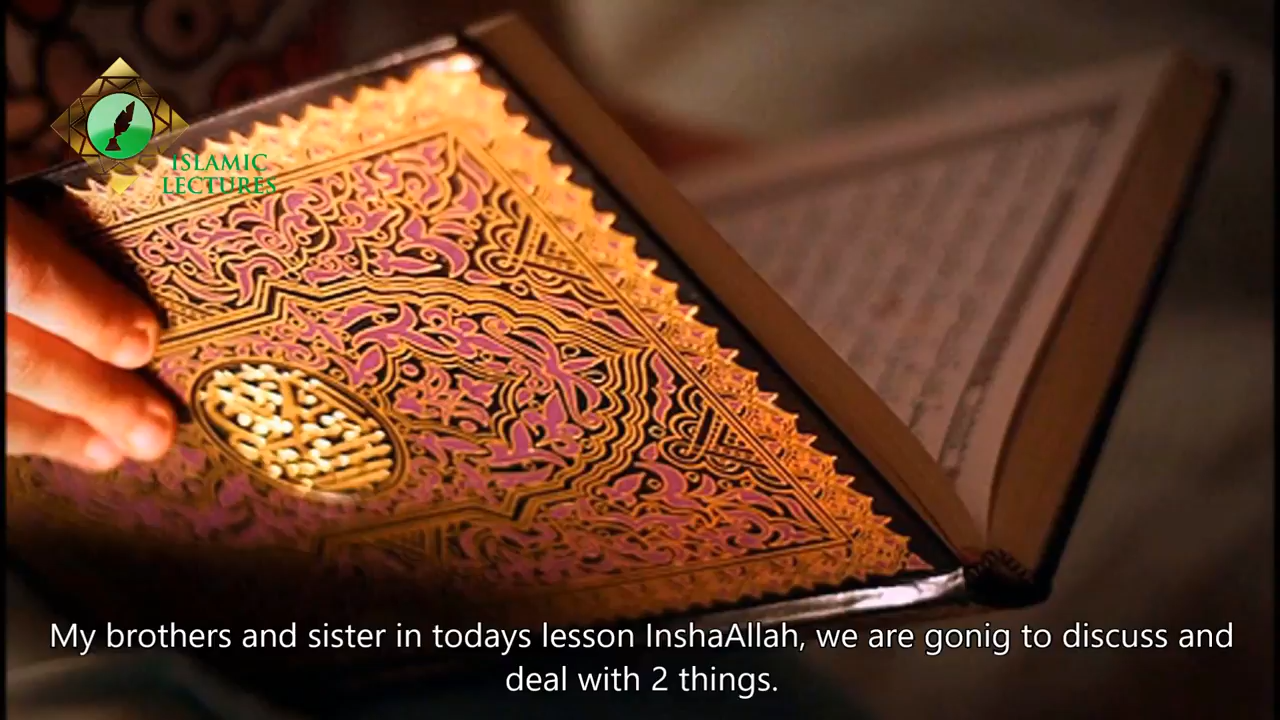 ISLAMIC
LECTURES
My brothers and sister in todays lesson InshaAllah, we are gonig to discuss and
deal with 2 things.